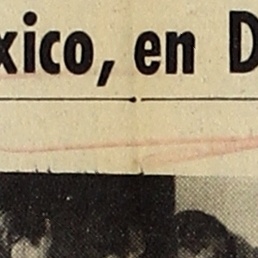 xico, en D